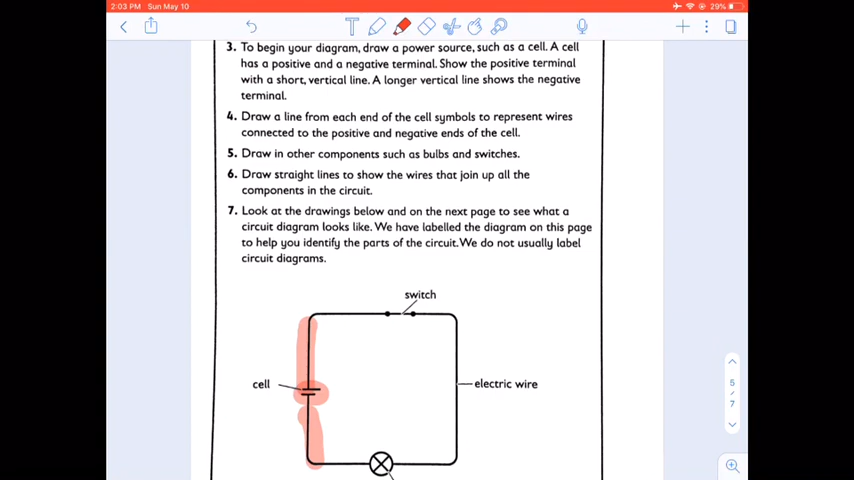 2:03 PM Sun May 10
29%
3. To begin your diagram, draw a power source, such as a cell. A cell
has a positive and a negative terminal. Show the positive terminal
with a short, vertical line. A longer vertical line shows the negative
terminal.
4. Draw a line from each end of the cell symbols to represent wires
connected to the positive and negative ends of the cell.
5. Draw in other components such as bulbs and switches.
6. Draw straight lines to show the wires that join up all the
components in the circuit.
7. Look at the drawings below and on the next page to see what a
circuit diagram looks like. We have labelled the diagram on this page
to help you identify the parts of the circuit. We do not usually label
circuit diagrams.
switch
cell
electric wire
5
/
7